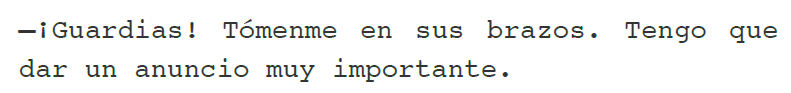 —¡Guardias! Tómenme en sus brazos. Tengo que
dar un anuncio muy importante.